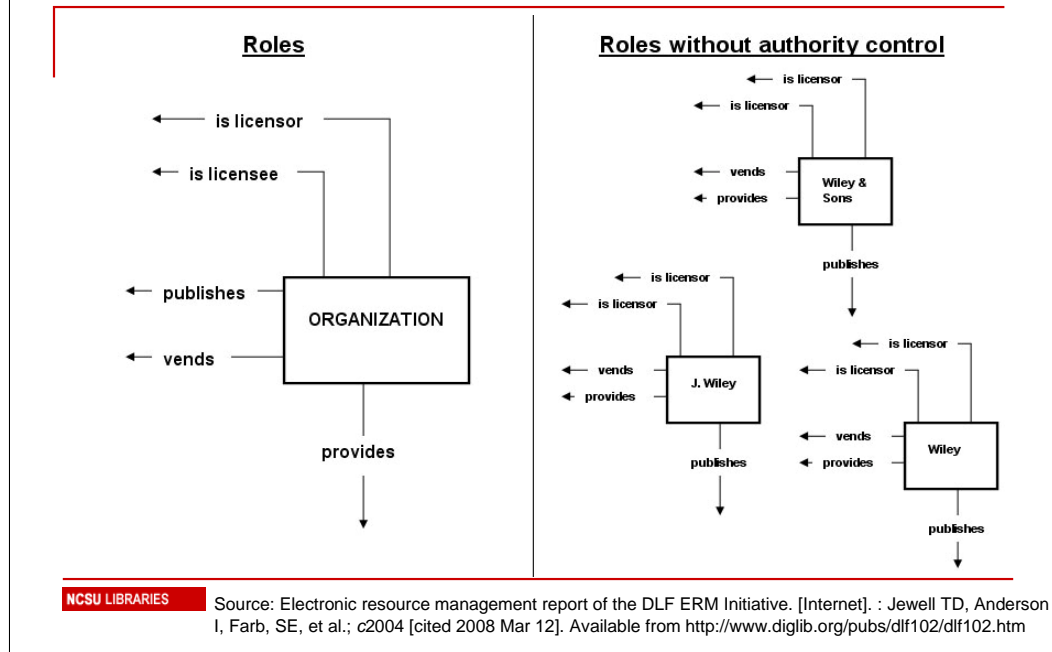 Roles
is licensor
is licensee
publishes
ORGANIZATION
vends
provides
Roles without authority control
is licensor
is licensor
vends
provides
Wiley &
Sons
publishes
is licensor
is licensor
vends
provides
J. Wiley
publishes
is licensor
is licensor
vends
provides
Wiley
publishes
NCSU LIBRARIES
Source: Electronic resource management report of the DLF ERM Initiative. [Internet]. : Jewell TD, Anderson
I, Farb, SE, et al.; c2004 [cited 2008 Mar 12]. Available from http://www.diglib.org/pubs/dlf102/dlf102.htm